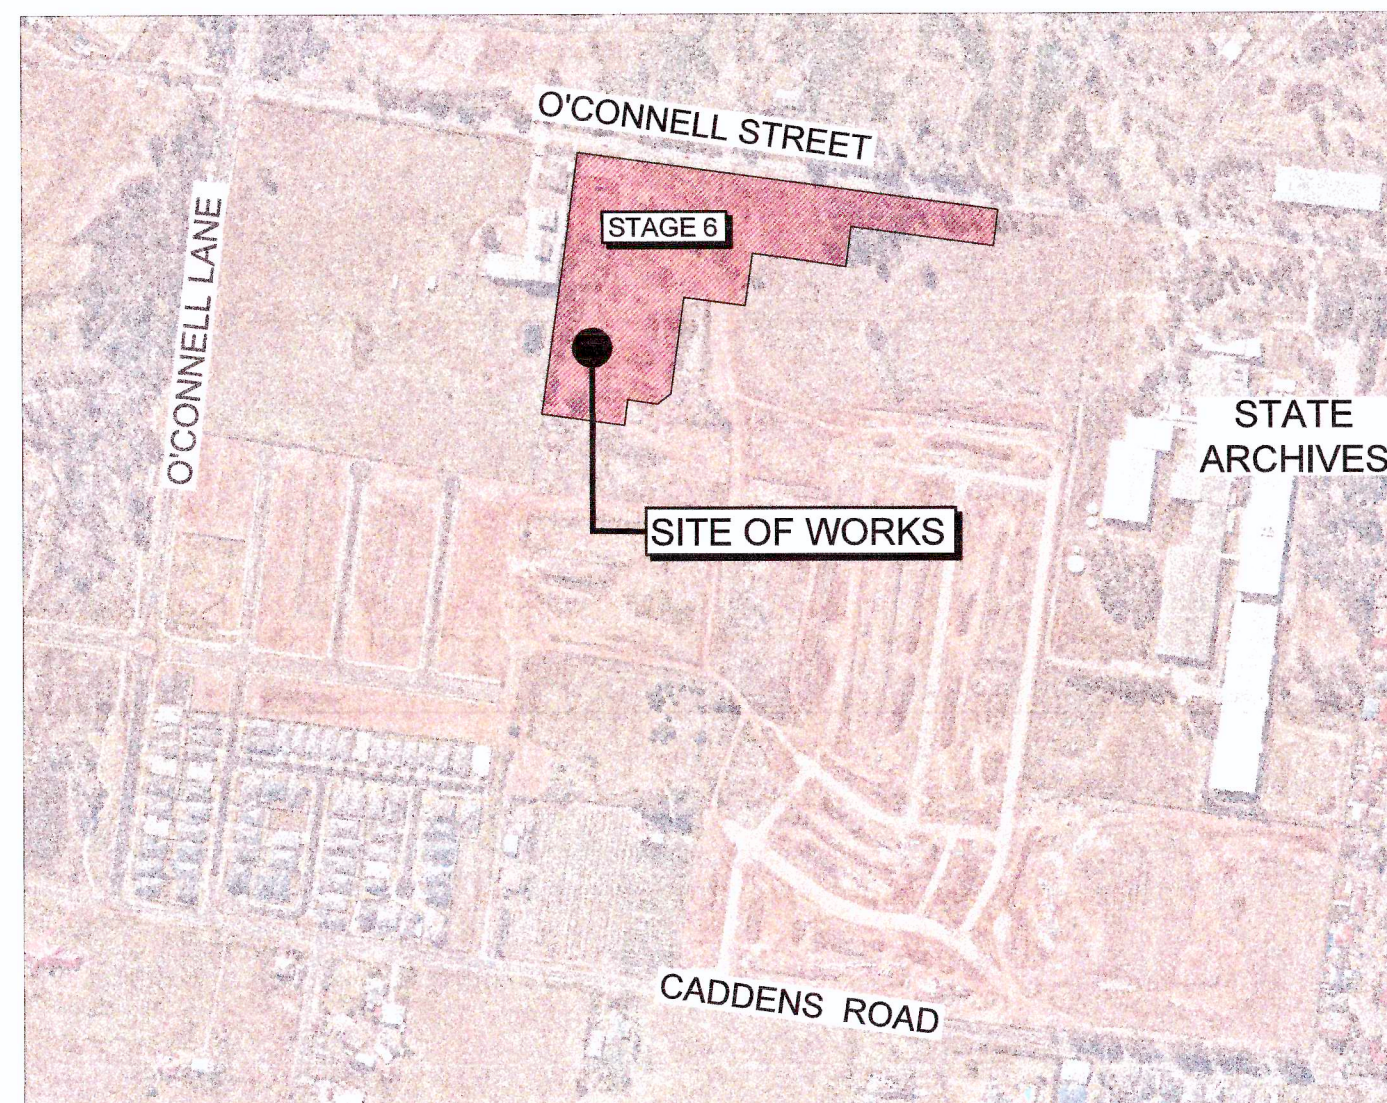 O'CONNELL STREET
STAGE 6
O'CONNELL LANE
STATE
ARCHIVES
SITE OF WORKS
CADDENS ROAD